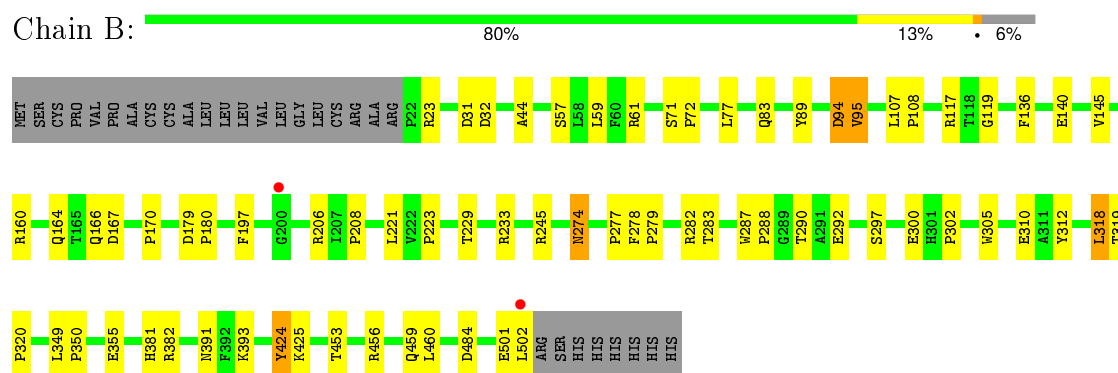 Chain B:
80% 13% • 6%
MET SER CYS PRO VAL PRO ALA CYS CYS ALA LEU LEU LEU VAL LEU GLY LEU CYS ARG ALA ARG P22 R23 D31 D32 A44 S57 L58 L59 F60 R61 S71 P72 L77 Q83 Y89 D94 V95 L107 P108 R117 T118 G119 F136 E140 V145
R160 Q164 T165 Q166 D167 P170 D179 P180 F197 G200 R206 I207 P208 L221 V222 P223 T229 R233 R245 N274 P277 F278 P279 R282 T283 W287 P288 G289 T290 A291 E292 S297 E300 H301 P302 W305 E310 A311 Y312 L318 T319
P320 L349 P350 E355 H381 R382 N391 F392 K393 Y424 K425 T453 R456 Q459 L460 D484 E501 L502 ARG SER HIS HIS HIS HIS HIS HIS